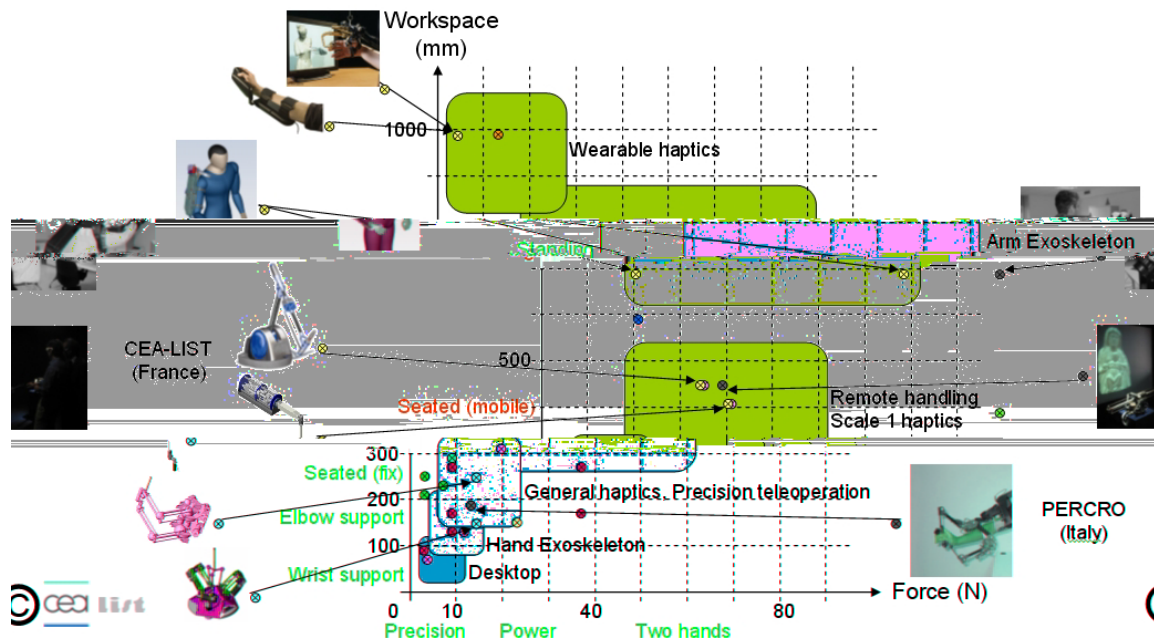 Workspace
(mm)
1000
Wearable haptics
Standing
Arm Exoskeleton
CEA-LIST
(France)
500
Seated (mobile)
Remote handling
Scale 1 haptics
300
Seated (fix)
200
General haptics. Precision teleoperation
Elbow support
PERCRO
(Italy)
100
Hand Exoskeleton
Wrist support
Desktop
© cea list
0
10
40
80
Force (N)
Precision
Power
Two hands